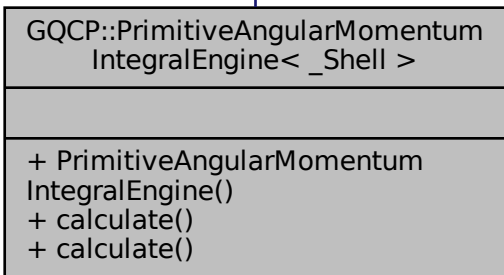 GQCP::PrimitiveAngularMomentum
IntegralEngine< _Shell >
+ PrimitiveAngularMomentum
IntegralEngine()
+ calculate()
+ calculate()